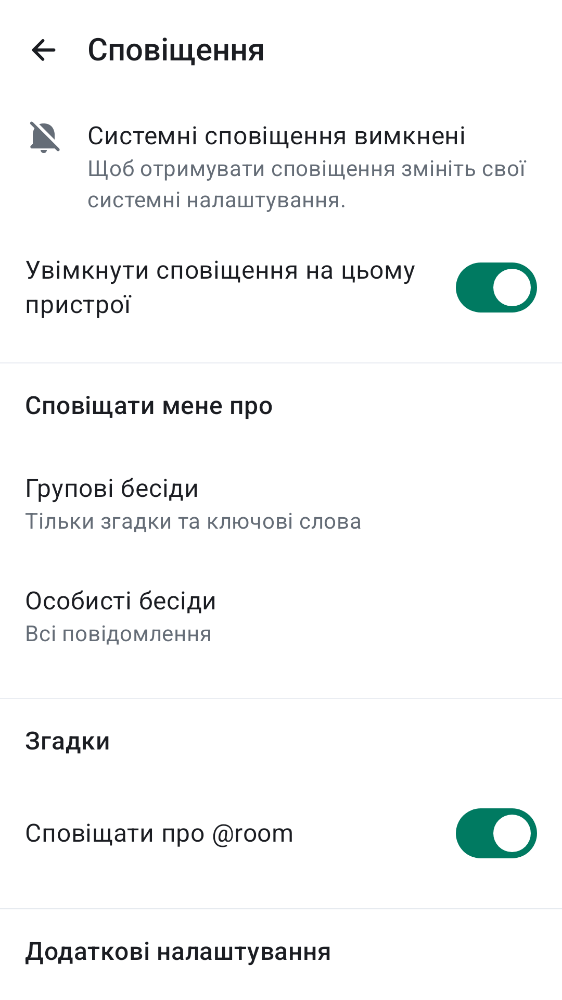 Сповіщення
Системні сповіщення вимкнені
Щоб отримувати сповіщення змініть свої
системні налаштування.
Увімкнути сповіщення на цьому
пристрої
Сповіщати мене про
Групові бесіди
Тільки згадки та ключові слова
Особисті бесіди
Всі повідомлення
Згадки
Сповіщати про @room
Додаткові налаштування